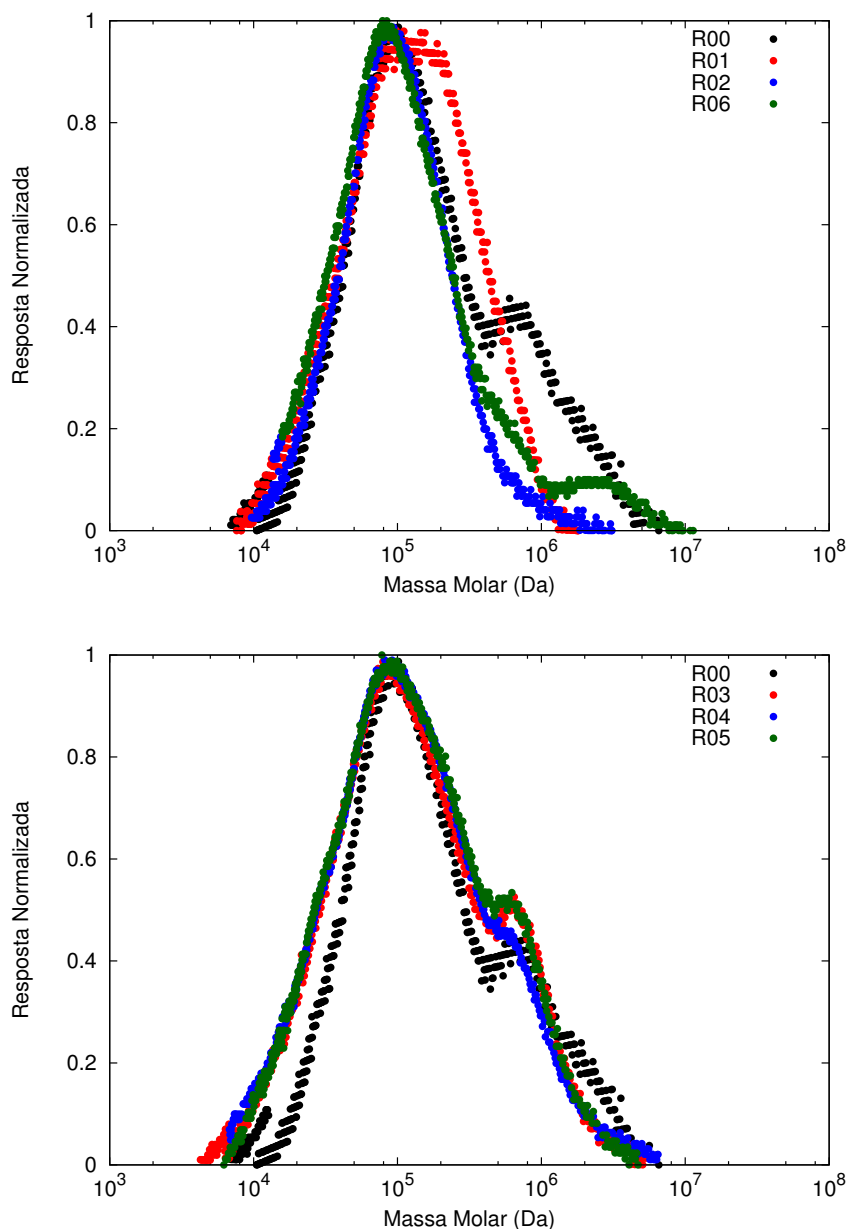 1
0.8
0.6
0.4
0.2
0
Resposta Normalizada
R00
R01
R02
R06
10^3 10^4 10^5 10^6 10^7 10^8
Massa Molar (Da)
1
0.8
0.6
0.4
0.2
0
Resposta Normalizada
R00
R03
R04
R05
10^3 10^4 10^5 10^6 10^7 10^8
Massa Molar (Da)